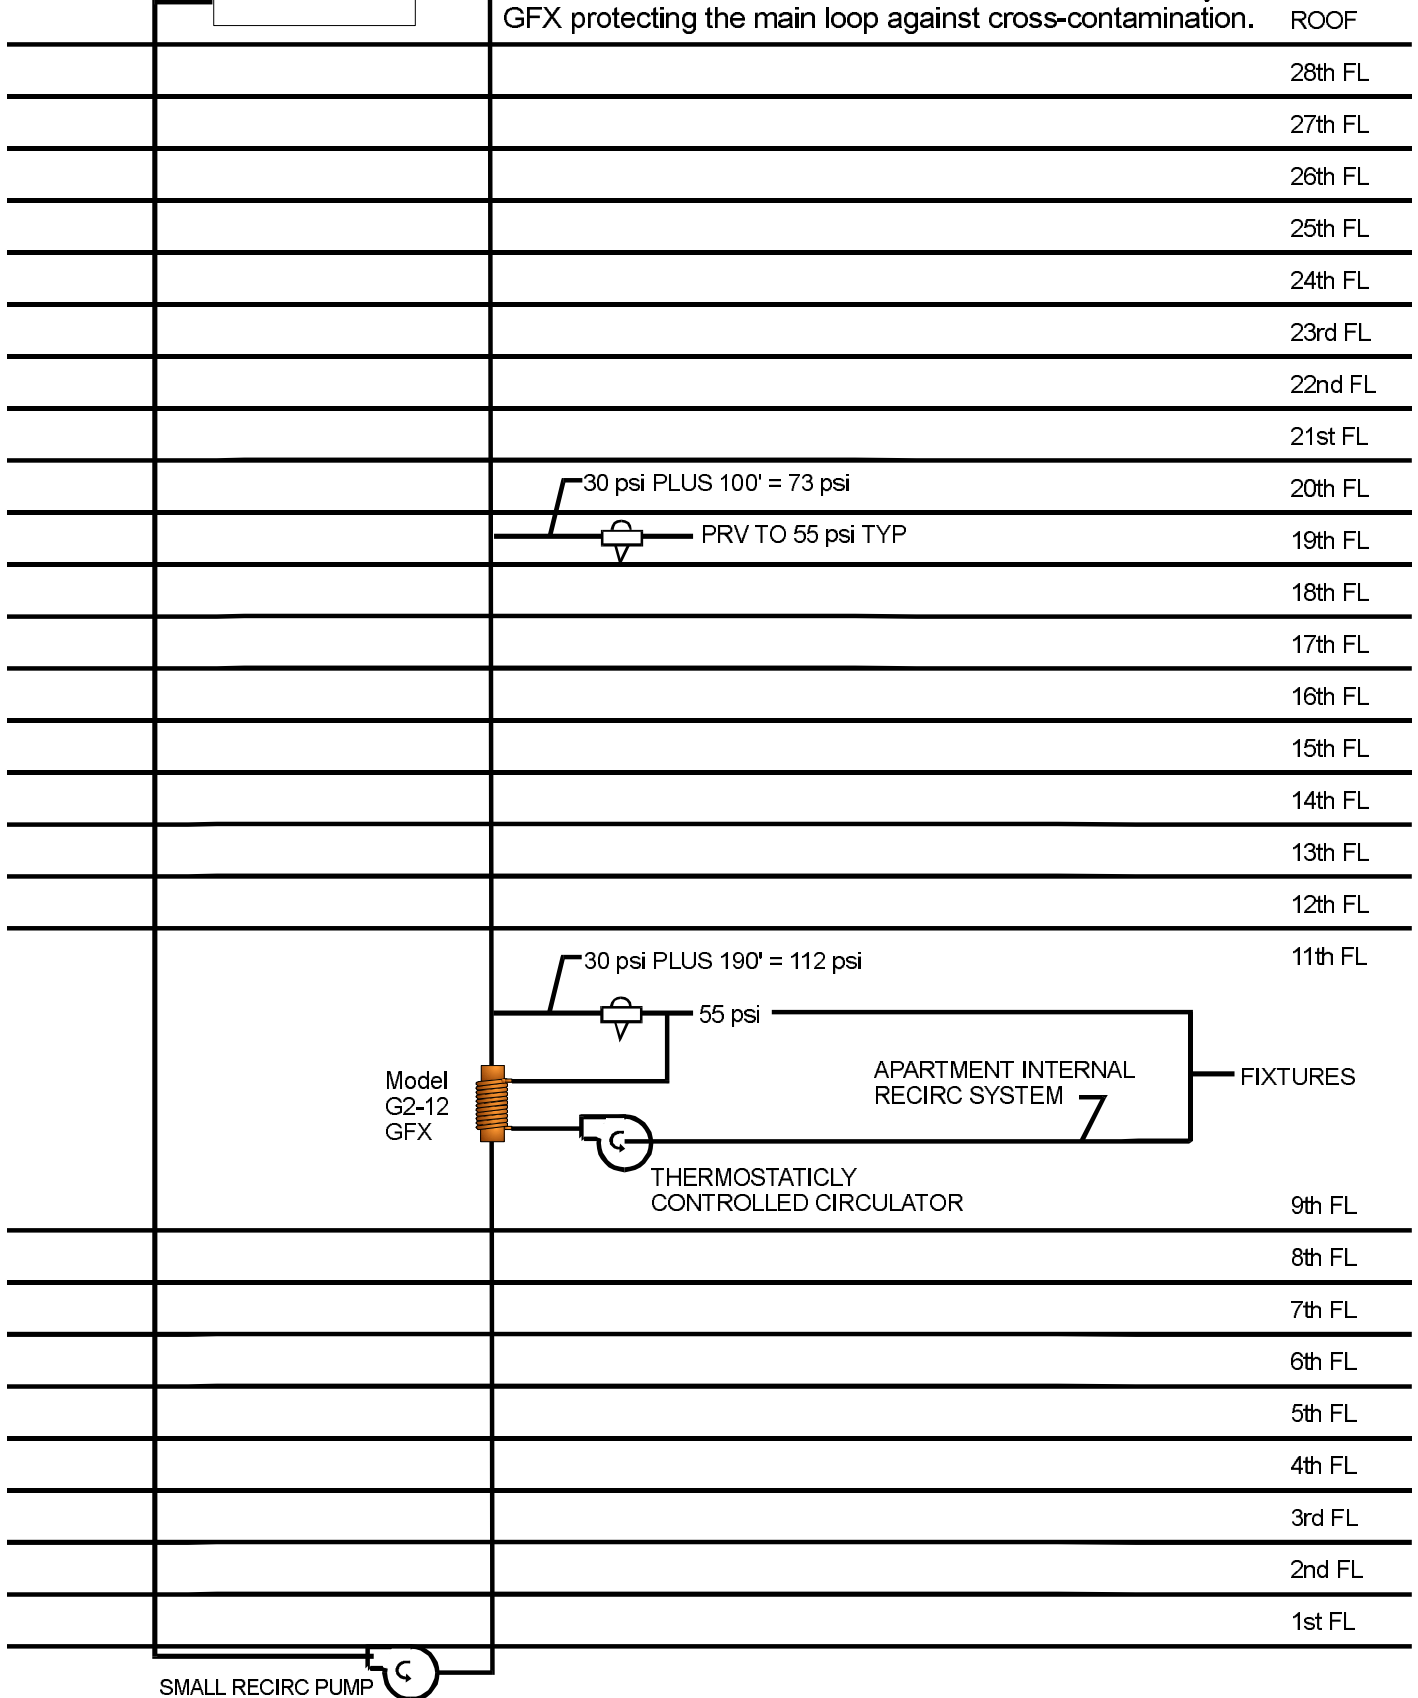 GFX protecting the main loop against cross-contamination.
ROOF
28th FL
27th FL
26th FL
25th FL
24th FL
23rd FL
22nd FL
21st FL
30 psi PLUS 100' = 73 psi
20th FL
PRV TO 55 psi TYP
19th FL
18th FL
17th FL
16th FL
15th FL
14th FL
13th FL
12th FL
11th FL
30 psi PLUS 190' = 112 psi
55 psi
Model
G2-12
GFX
APARTMENT INTERNAL
RECIRC SYSTEM
FIXTURES
THERMOSTATICLY
CONTROLLED CIRCULATOR
9th FL
8th FL
7th FL
6th FL
5th FL
4th FL
3rd FL
2nd FL
1st FL
SMALL RECIRC PUMP